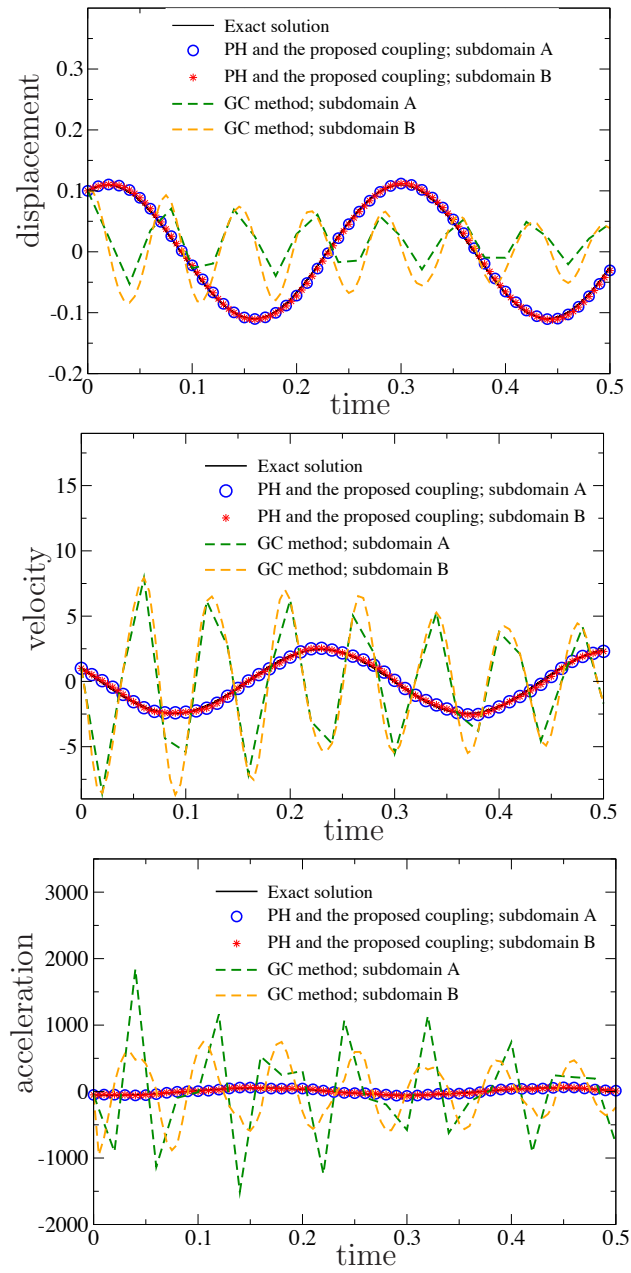 Exact solution
PH and the proposed coupling; subdomain A
PH and the proposed coupling; subdomain B
GC method; subdomain A
GC method; subdomain B
displacement
0.4
0.2
0.1
0
-0.1
-0.2
0
0.1
0.2
0.3
0.4
0.5
time
Exact solution
PH and the proposed coupling; subdomain A
PH and the proposed coupling; subdomain B
GC method; subdomain A
GC method; subdomain B
velocity
15
10
5
0
-5
0
0.1
0.2
0.3
0.4
0.5
time
Exact solution
PH and the proposed coupling; subdomain A
PH and the proposed coupling; subdomain B
GC method; subdomain A
GC method; subdomain B
acceleration
3000
2000
1000
0
-1000
-2000
0
0.1
0.2
0.3
0.4
0.5
time